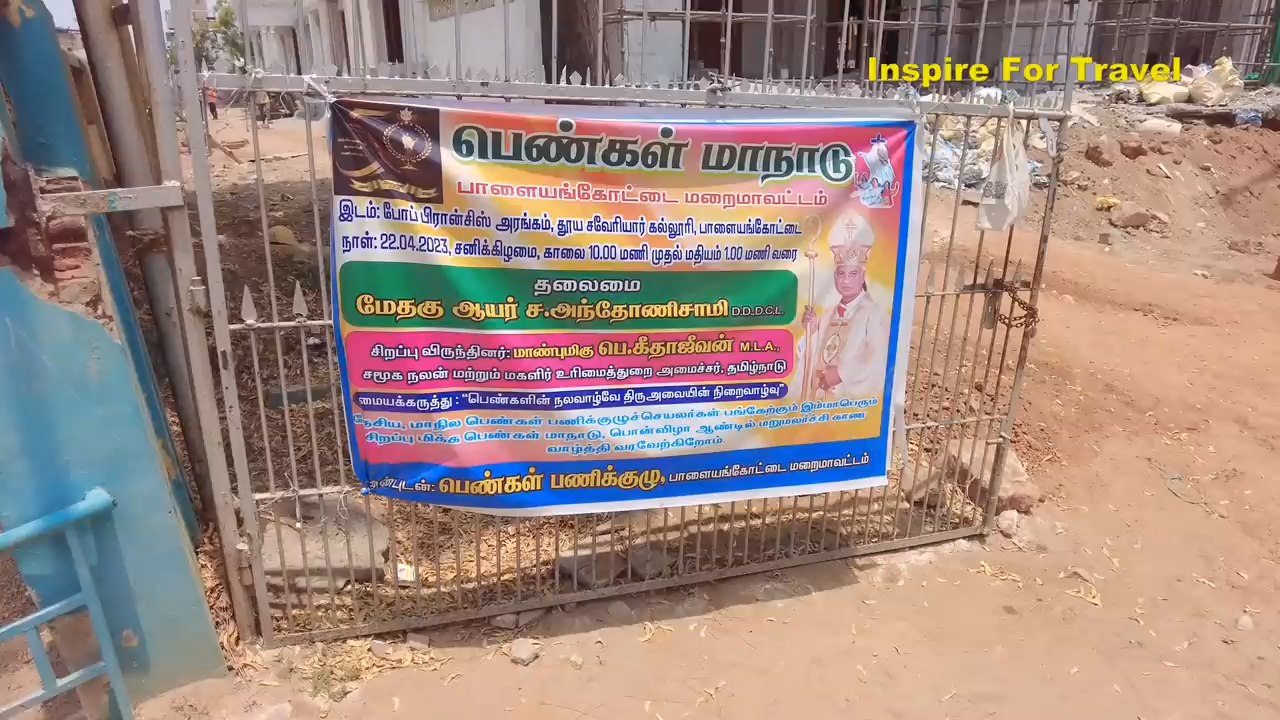 Inspire For Travel
பெண்கள் மாநாடு
பாளையங்கோட்டை மறைமாவட்டம்
இடம்: போப் பிரான்சிஸ் அரங்கம், தூய சவேரியார் கல்லூரி, பாளையங்கோட்டை
நாள்: 22.04.2023, சனிக்கிழமை, காலை 10.00 மணி முதல் மதியம் 1.00 மணி வரை
தலைமை
மேதகு ஆயர் ச.அந்தோணிசாமி D.D.,D.C.L.
சிறப்பு விருந்தினர்: மாண்புமிகு பெ.கீதாஜீவன் M.L.A.,
சமூக நலன் மற்றும் மகளிர் உரிமைத்துறை அமைச்சர், தமிழ்நாடு
மையக்கருத்து : "பெண்களின் நலவாழ்வே திருஅவையின் நிறைவாழ்வு"
தேசிய, மாநில பெண்கள் பணிக்குழுச்செயலர்கள் பங்கேற்கும் இம்மாபெரும்
சிறப்பு மிக்க பெண்கள் மாநாடு, பொன்விழா ஆண்டில் மறுமலர்ச்சி காண
வாழ்த்தி வரவேற்கிறோம்.
அன்புடன்: பெண்கள் பணிக்குழு, பாளையங்கோட்டை மறைமாவட்டம்